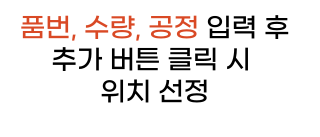 품번, 수량, 공정 입력 후
추가 버튼 클릭 시
위치 선정